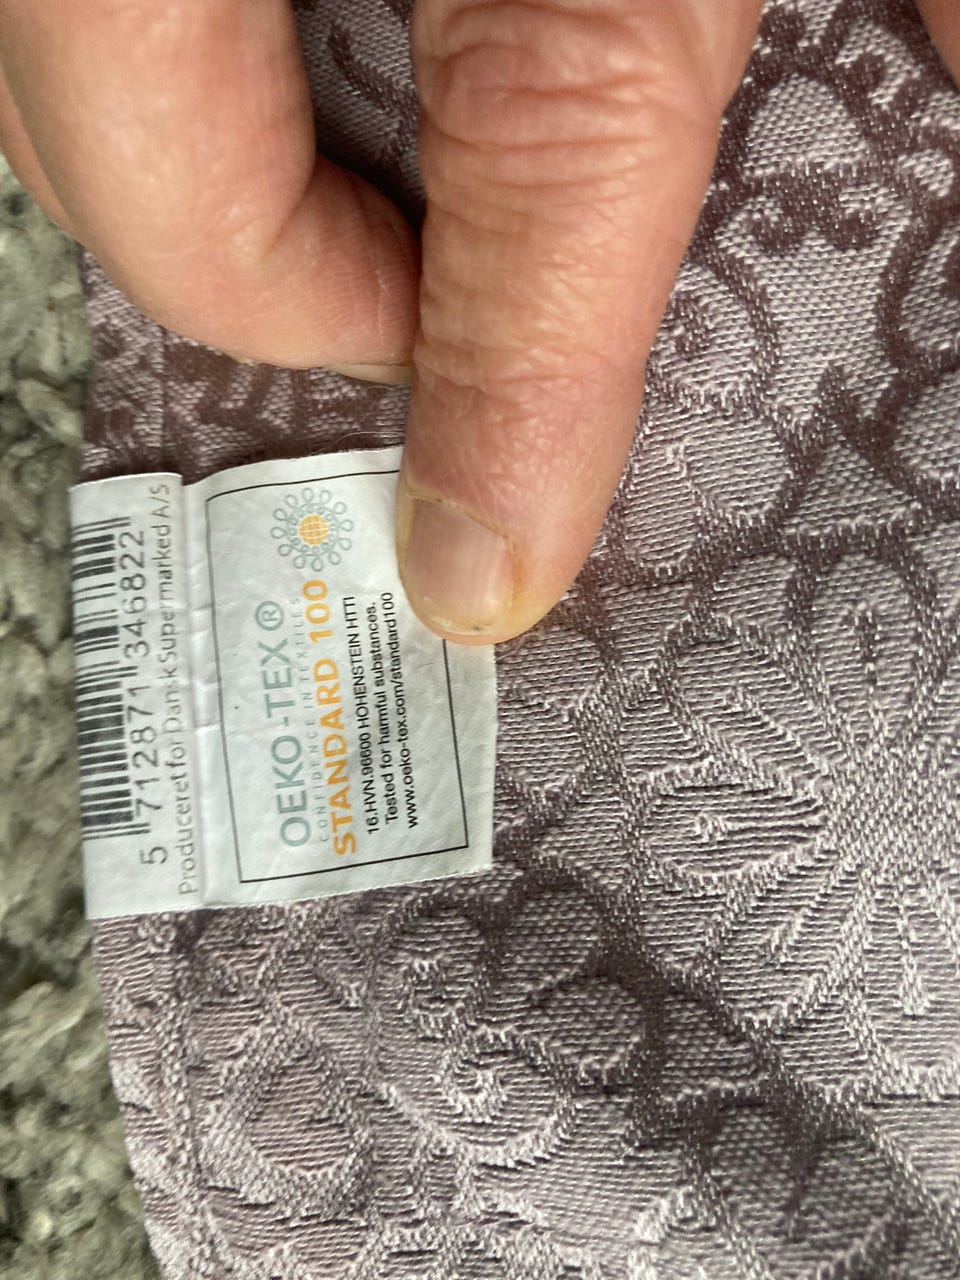 5 712871 346822
Produceret for Dansk Supermarked A/S
OEKO-TEX ®
CONFIDENCE IN TEXTILES
STANDARD 100
16.HVN.96600 HOHENSTEIN HTTI
Tested for harmful substances.
www.oeko-tex.com/standard100